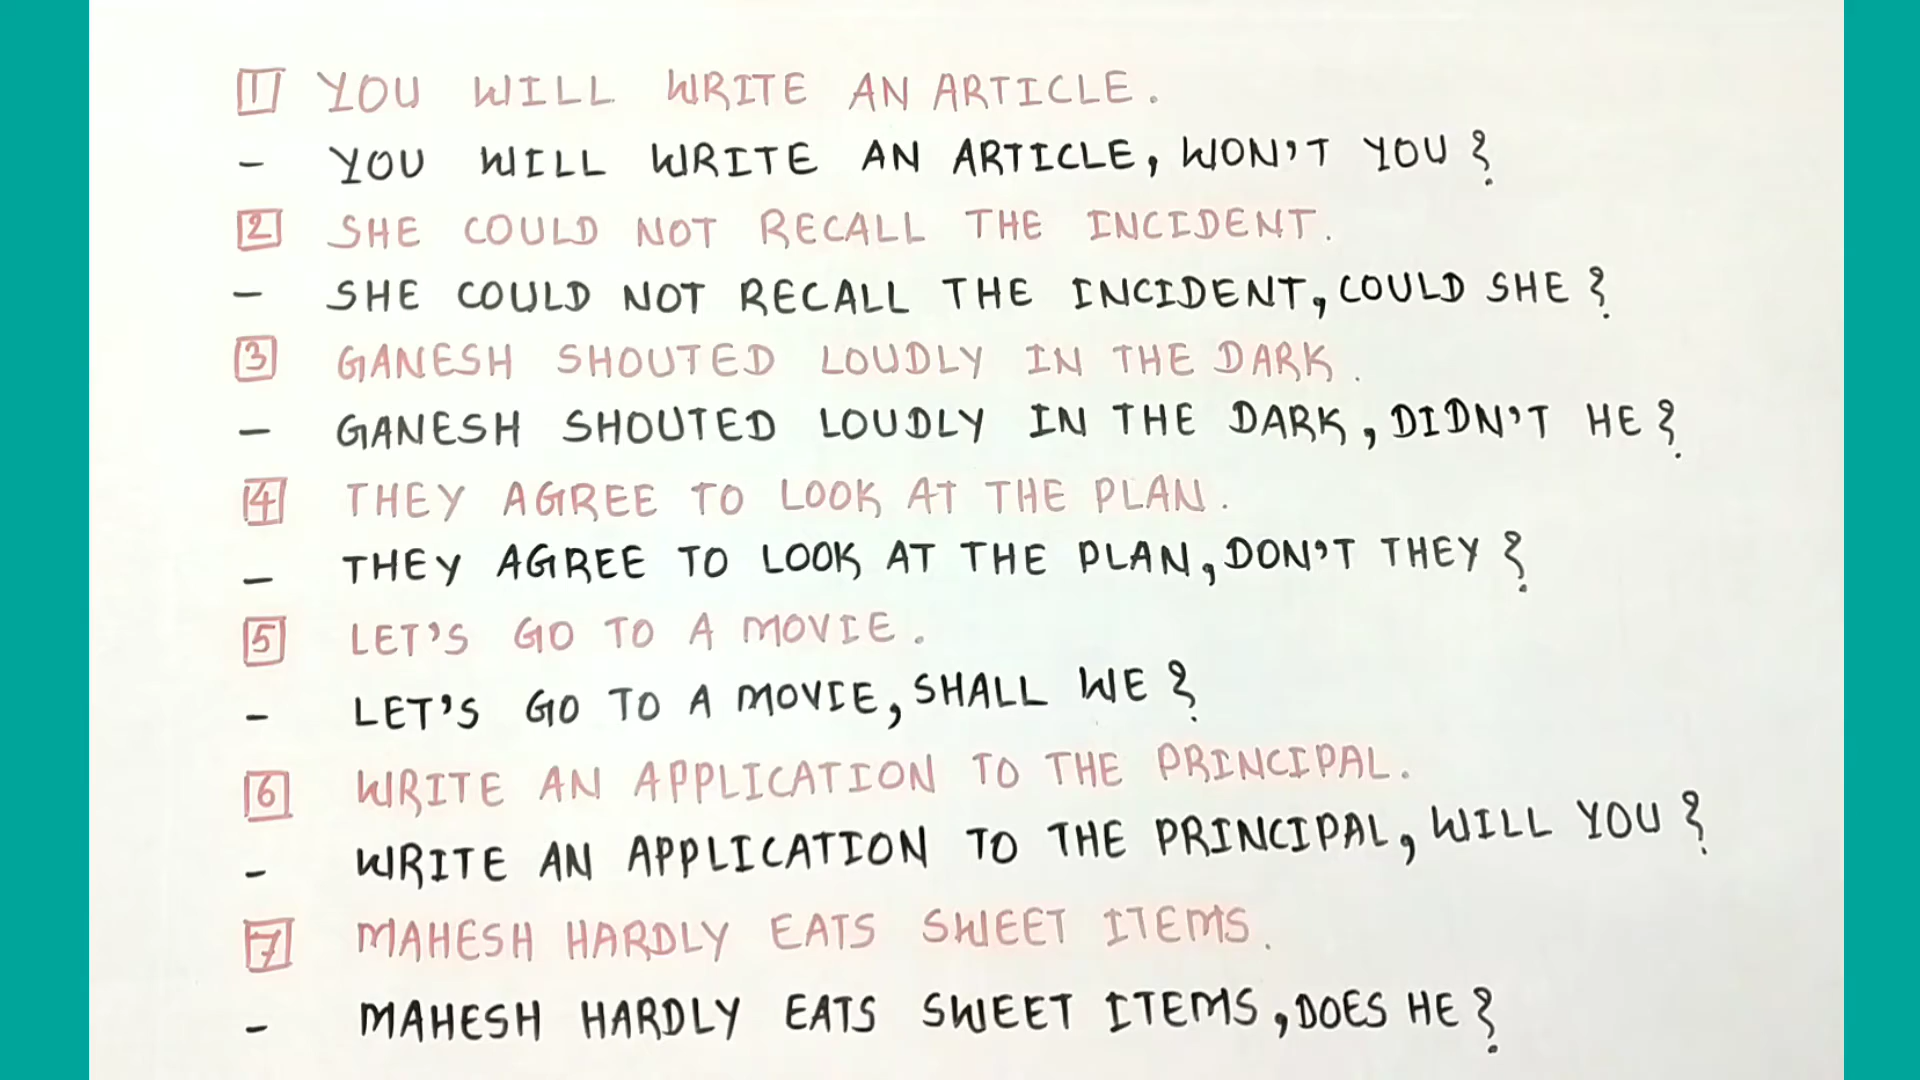 1 YOU WILL WRITE AN ARTICLE.
- YOU WILL WRITE AN ARTICLE, WON'T YOU?
2 SHE COULD NOT RECALL THE INCIDENT.
- SHE COULD NOT RECALL THE INCIDENT, COULD SHE?
3 GANESH SHOUTED LOUDLY IN THE DARK.
- GANESH SHOUTED LOUDLY IN THE DARK, DIDN'T HE?
4 THEY AGREE TO LOOK AT THE PLAN.
- THEY AGREE TO LOOK AT THE PLAN, DON'T THEY?
5 LET'S GO TO A MOVIE.
- LET'S GO TO A MOVIE, SHALL WE?
6 WRITE AN APPLICATION TO THE PRINCIPAL.
- WRITE AN APPLICATION TO THE PRINCIPAL, WILL YOU?
7 MAHESH HARDLY EATS SWEET ITEMS.
- MAHESH HARDLY EATS SWEET ITEMS, DOES HE?